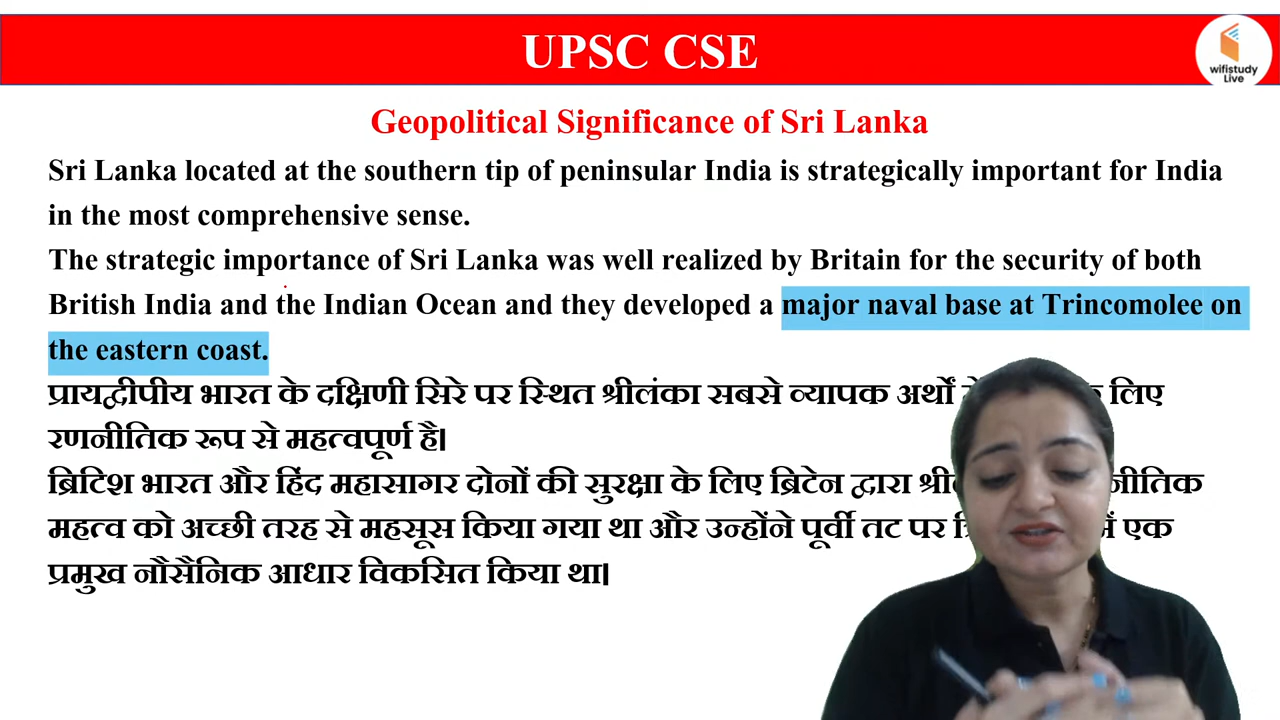 UPSC CSE
wifistudy
Live
Geopolitical Significance of Sri Lanka
Sri Lanka located at the southern tip of peninsular India is strategically important for India
in the most comprehensive sense.
The strategic importance of Sri Lanka was well realized by Britain for the security of both
British India and the Indian Ocean and they developed a major naval base at Trincomolee on
the eastern coast.
प्रायद्वीपीय भारत के दक्षिणी सिरे पर स्थित श्रीलंका सबसे व्यापक अर्थों लिए
रणनीतिक रूप से महत्वपूर्ण है।
ब्रिटिश भारत और हिंद महासागर दोनों की सुरक्षा के लिए ब्रिटेन द्वारा
महत्व को अच्छी तरह से महसूस किया गया था और उन्होंने पूर्वी तट पर एक
प्रमुख नौसैनिक आधार विकसित किया था।